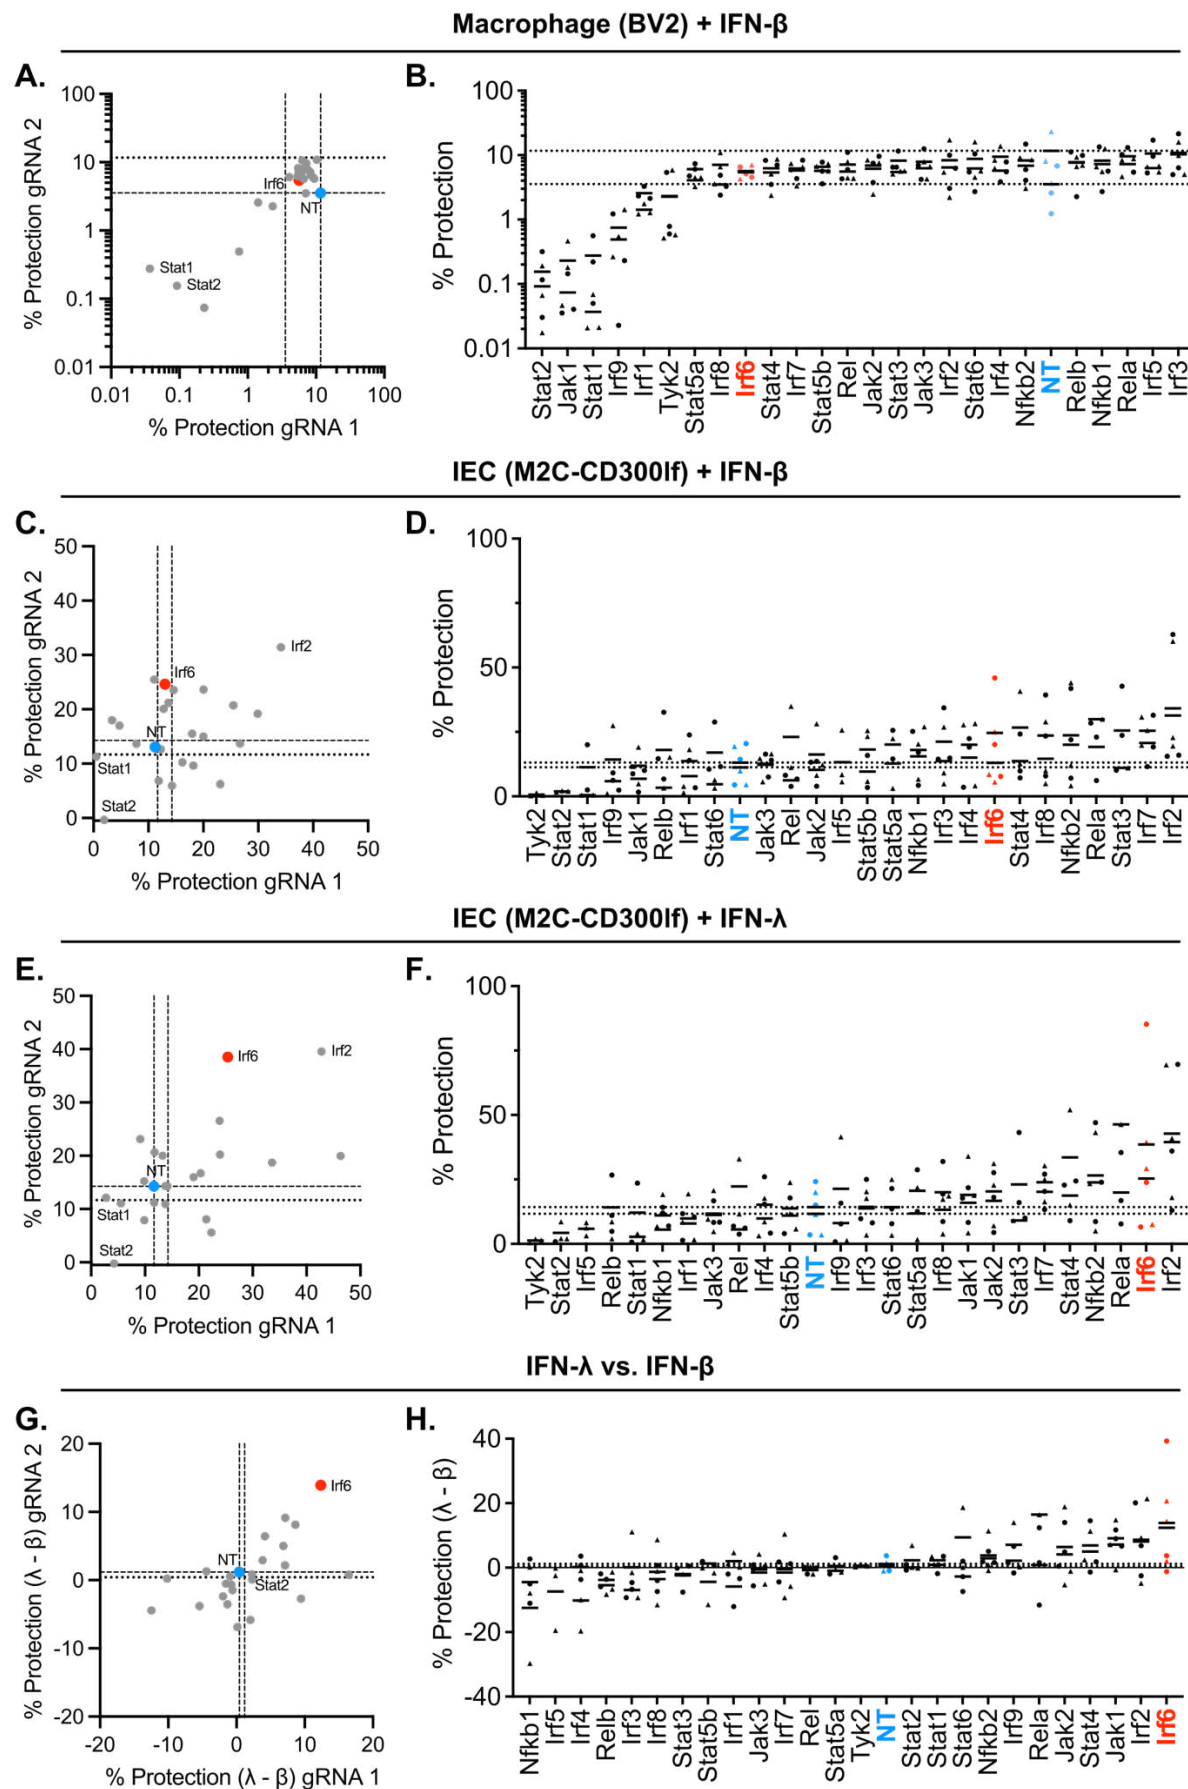 Macrophage (BV2) + IFN-β
A.
% Protection gRNA 2
100
10
1
0.1
0.01
Irf6
NT
Stat1
Stat2
0.01
0.1
1
10
100
% Protection gRNA 1
B.
% Protection
100
10
1
0.1
0.01
Stat2
Jak1
Stat1
Irf9
Irf1
Tyk2
Stat5a
Irf8
Irf6
Stat4
Irf7
Stat5b
Rel
Jak2
Stat3
Jak3
Irf2
Stat6
Irf4
Nfkb2
NT
Relb
Nfkb1
Rela
Irf5
Irf3
IEC (M2C-CD300lf) + IFN-β
C.
% Protection gRNA 2
50
40
30
20
10
0
Irf2
Irf6
NT
Stat1
Stat2
0
10
20
30
40
50
% Protection gRNA 1
D.
% Protection
100
50
0
Tyk2
Stat2
Stat1
Irf9
Jak1
Relb
Irf1
Stat6
NT
Jak3
Rel
Jak2
Irf5
Stat5b
Stat5a
Nfkb1
Irf3
Irf4
Irf6
Stat4
Irf8
Nfkb2
Rela
Stat3
Irf7
Irf2
IEC (M2C-CD300lf) + IFN-λ
E.
% Protection gRNA 2
50
40
30
20
10
0
Irf6
Irf2
NT
Stat1
Stat2
0
10
20
30
40
50
% Protection gRNA 1
F.
% Protection
100
50
0
Tyk2
Stat2
Irf5
Relb
Stat1
Nfkb1
Irf1
Jak3
Rel
Irf4
Stat5b
NT
Irf9
Irf3
Stat6
Stat5a
Irf8
Jak1
Jak2
Stat3
Irf7
Stat4
Nfkb2
Rela
Irf6
Irf2
IFN-λ vs. IFN-β
G.
% Protection (λ - β) gRNA 2
20
10
0
-10
-20
Irf6
NT
Stat2
-20
-10
0
10
20
% Protection (λ - β) gRNA 1
H.
% Protection (λ - β)
40
20
0
-20
-40
Nfkb1
Irf5
Irf4
Relb
Irf3
Irf8
Stat3
Stat5b
Irf1
Jak3
Irf7
Rel
Stat5a
Tyk2
NT
Stat2
Stat1
Stat6
Nfkb2
Irf9
Rela
Jak2
Stat4
Jak1
Irf2
Irf6